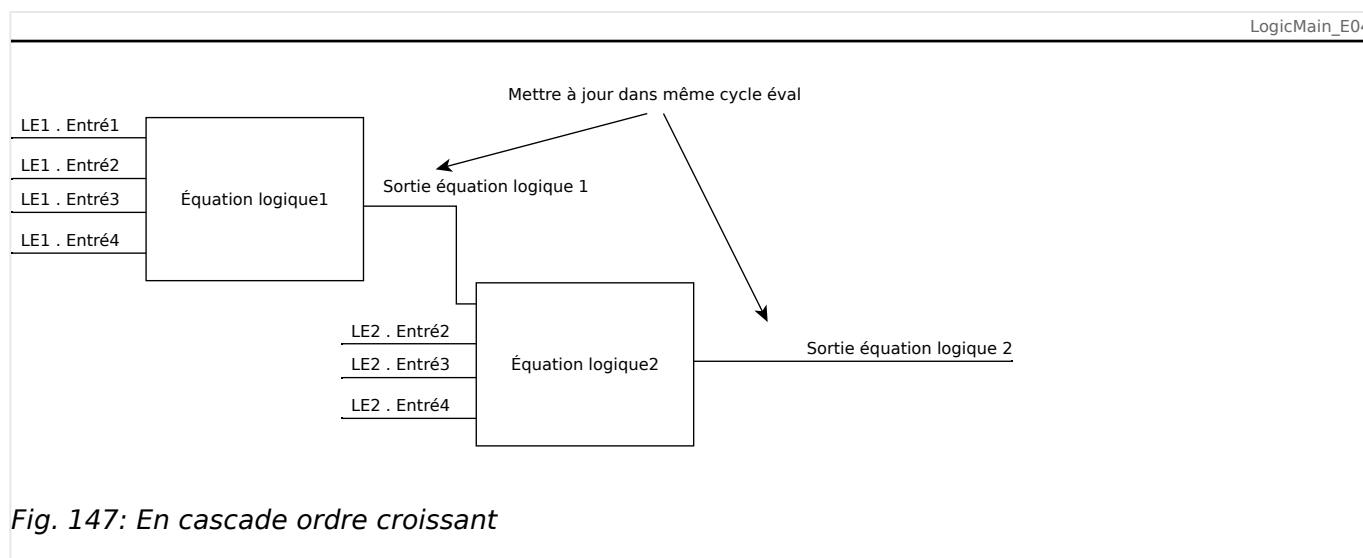 LogicMain_E04
Mettre à jour dans même cycle éval
LE1 . Entré1
LE1 . Entré2
LE1 . Entré3
LE1 . Entré4
Équation logique1
Sortie équation logique 1
LE2 . Entré2
LE2 . Entré3
LE2 . Entré4
Équation logique2
Sortie équation logique 2
Fig. 147: En cascade ordre croissant